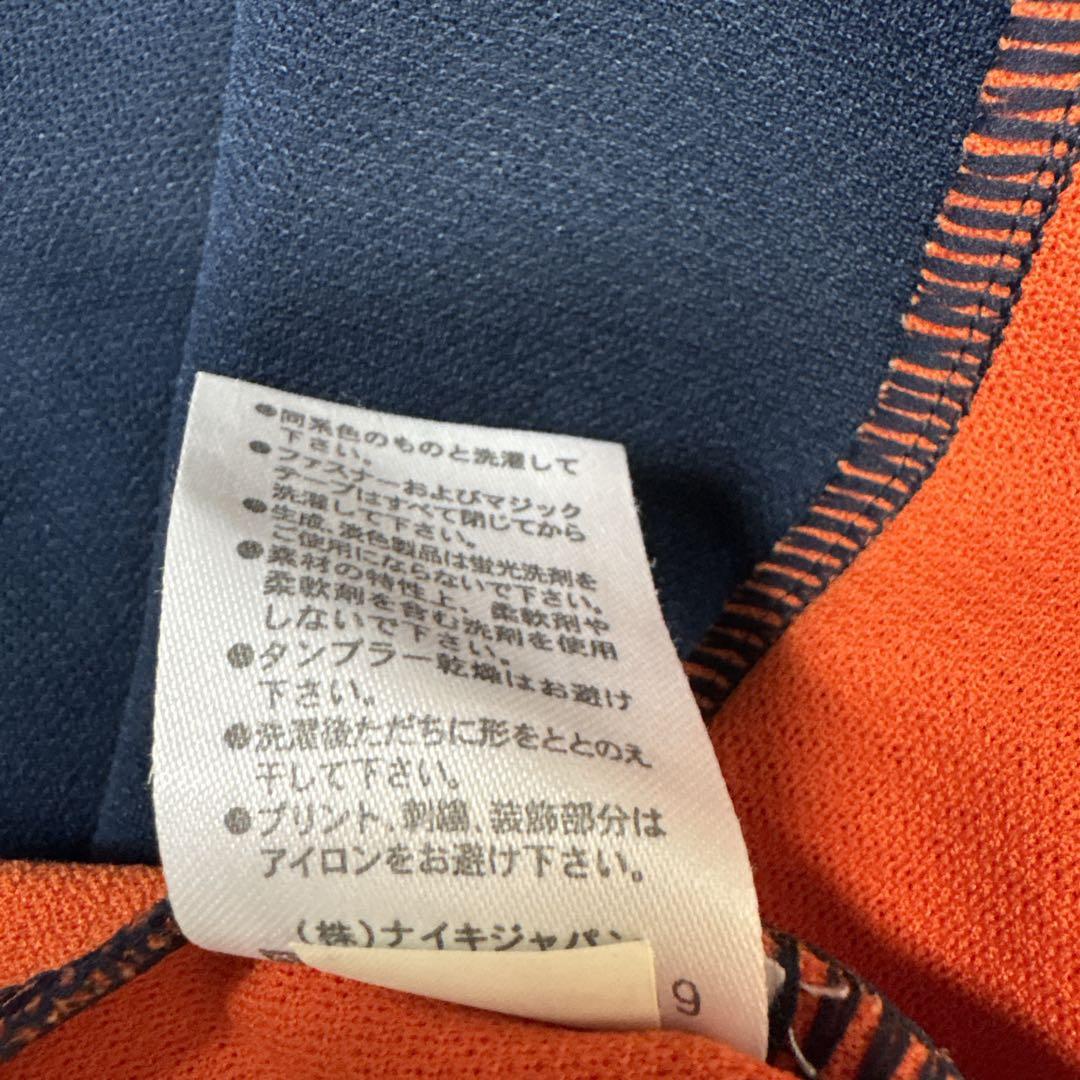 ●同系色のものと洗濯して
下さい。
●ファスナーおよびマジック
テープはすべて閉じてから
洗濯して下さい。
●生成、淡色製品は蛍光洗剤を
ご使用にならないで下さい。
●素材の特性上、柔軟剤や
柔軟剤を含む洗剤を使用
しないで下さい。
●タンブラー乾燥はお避け
下さい。
●洗濯後ただちに形をととのえ
干して下さい。
●プリント、刺繍、装飾部分は
アイロンをお避け下さい。
(株)ナイキジャパン
9